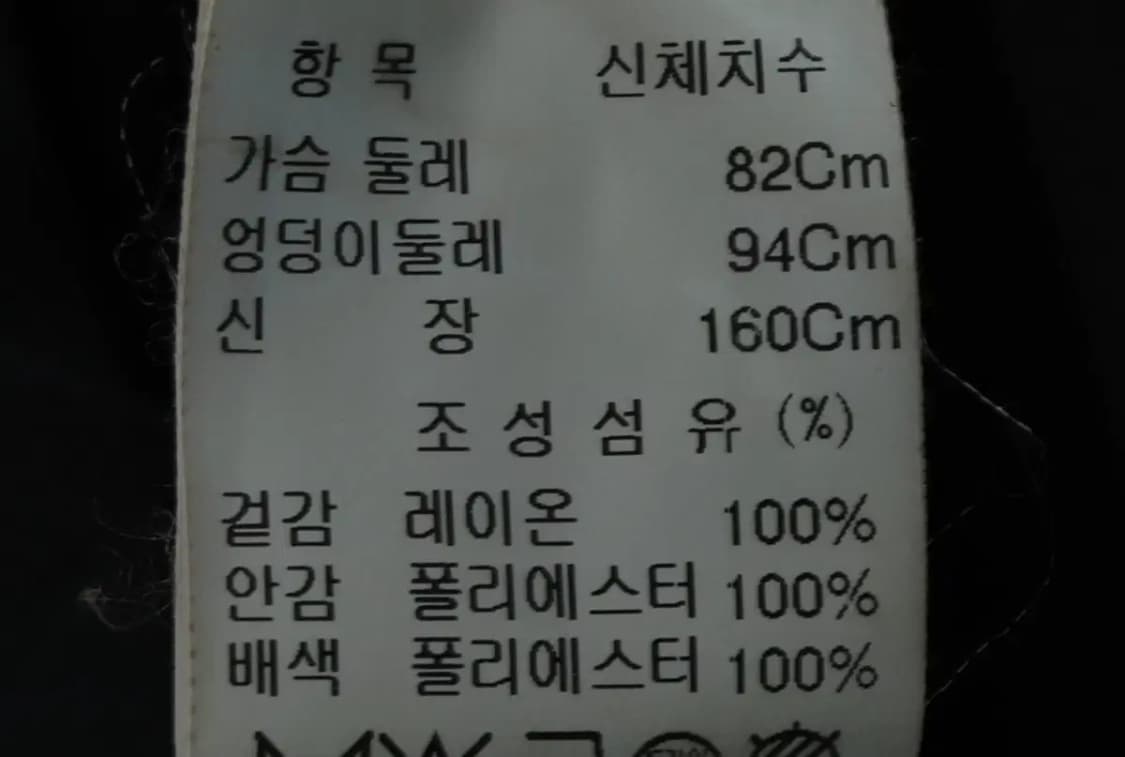 항 목 신체치수
가슴 둘레 82Cm
엉덩이둘레 94Cm
신 장 160Cm
조 성 섬 유 (%)
겉감 레이온 100%
안감 폴리에스터 100%
배색 폴리에스터 100%